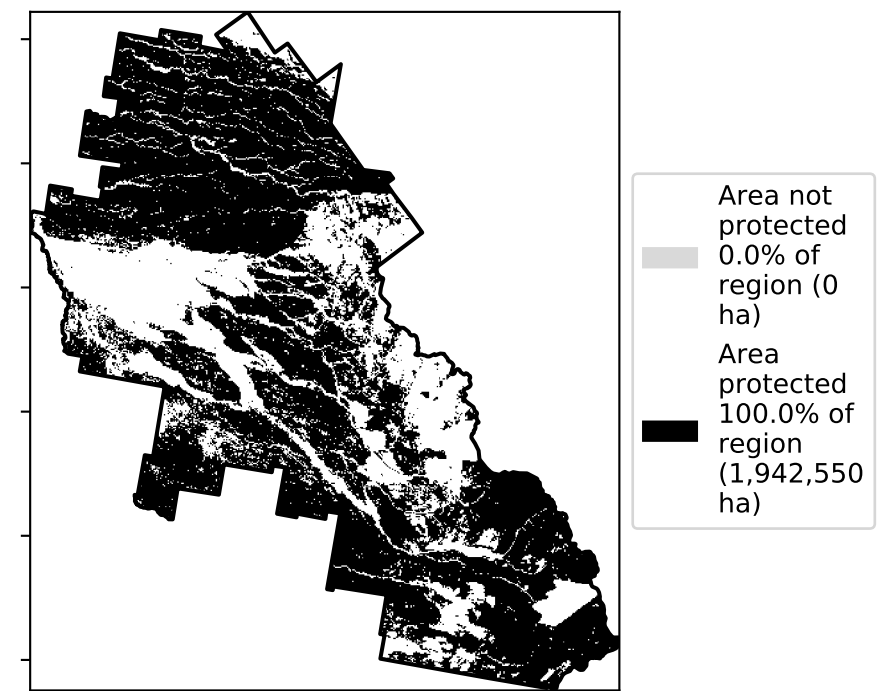 Area not
protected
0.0% of
region (0
ha)
Area
protected
100.0% of
region
(1,942,550
ha)